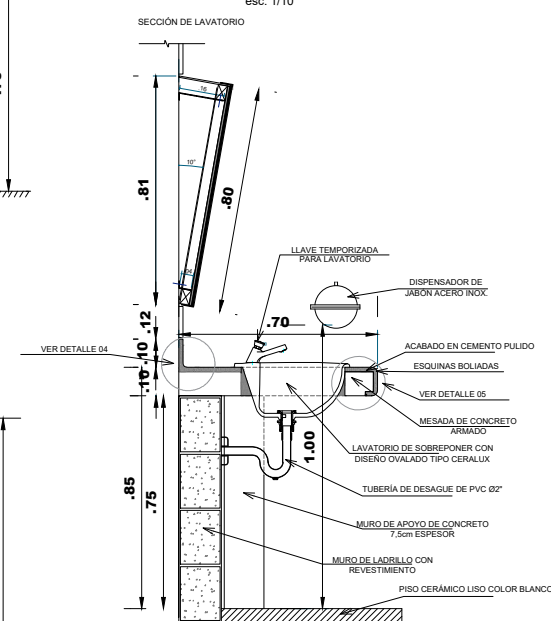 esc. 1/10
SECCIÓN DE LAVATORIO
16
10°
.81
.80
.04
LLAVE TEMPORIZADA
PARA LAVATORIO
DISPENSADOR DE
JABÓN ACERO INOX.
.12
.70
VER DETALLE 04
.10
.10
ACABADO EN CEMENTO PULIDO
ESQUINAS BOLIADAS
VER DETALLE 05
MESADA DE CONCRETO
ARMADO
LAVATORIO DE SOBREPONER CON
DISEÑO OVALADO TIPO CERALUX
1.00
.85
.75
TUBERÍA DE DESAGUE DE PVC Ø2"
MURO DE APOYO DE CONCRETO
7,5cm ESPESOR
MURO DE LADRILLO CON
REVESTIMIENTO
PISO CERÁMICO LISO COLOR BLANCO